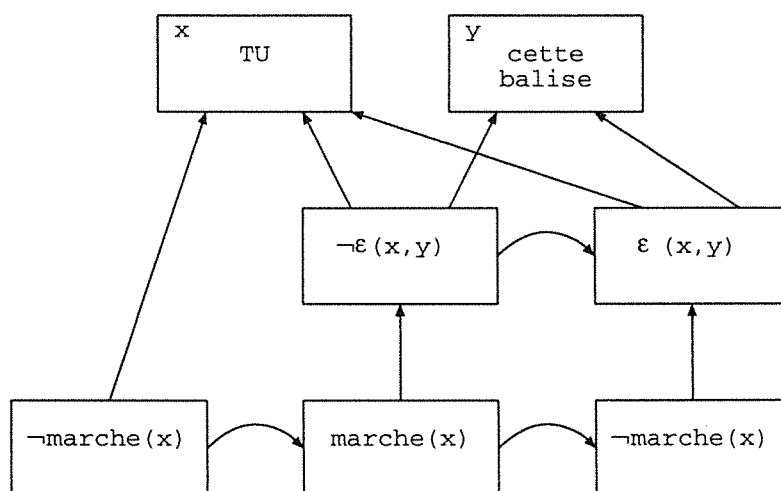 x
TU
y
cette
balise
¬ε(x,y)
ε (x,y)
¬marche(x)
marche(x)
¬marche(x)